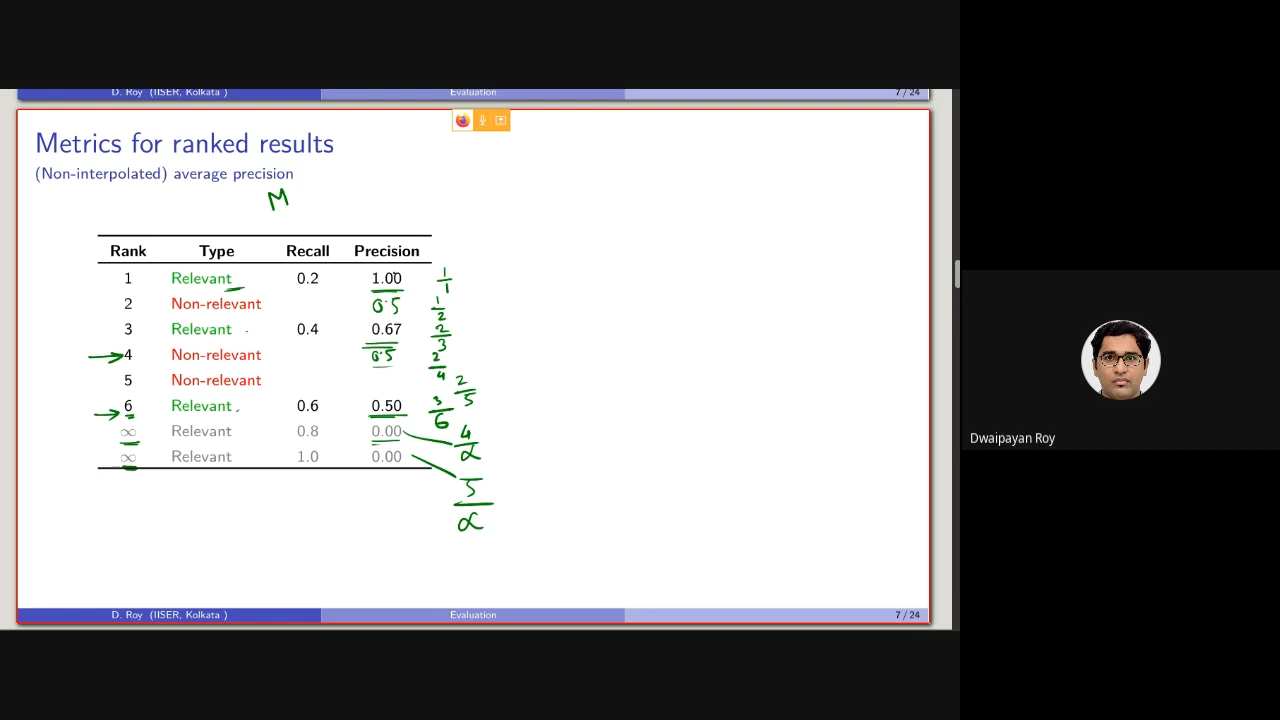 D. Roy (IISER, Kolkata ) Evaluation 7 / 24
Metrics for ranked results
(Non-interpolated) average precision
M
Rank Type Recall Precision
1 Relevant 0.2 1.00 1/1
2 Non-relevant 0.5 1/2
3 Relevant 0.4 0.67 2/3
4 Non-relevant 0.5 2/4
5 Non-relevant 2/5
6 Relevant 0.6 0.50 3/6
∞ Relevant 0.8 0.00 4/∝
∞ Relevant 1.0 0.00 5/∝
D. Roy (IISER, Kolkata ) Evaluation 7 / 24
Dwaipayan Roy